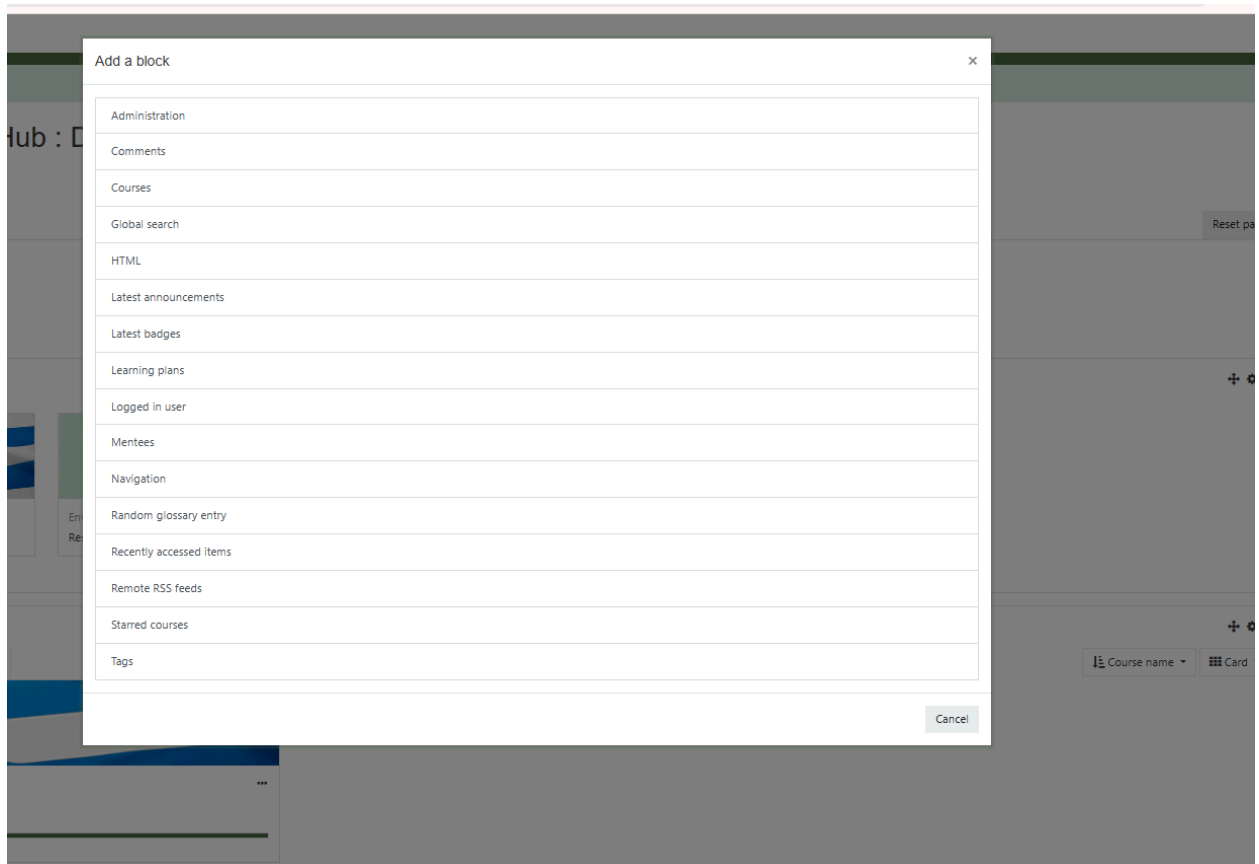 Add a block
×
Administration
Hub : D
Comments
Courses
Global search
Reset pa
HTML
Latest announcements
Latest badges
Learning plans
Logged in user
Mentees
Navigation
Random glossary entry
En
Re
Recently accessed items
Remote RSS feeds
Starred courses
Tags
Course name
Card
Cancel